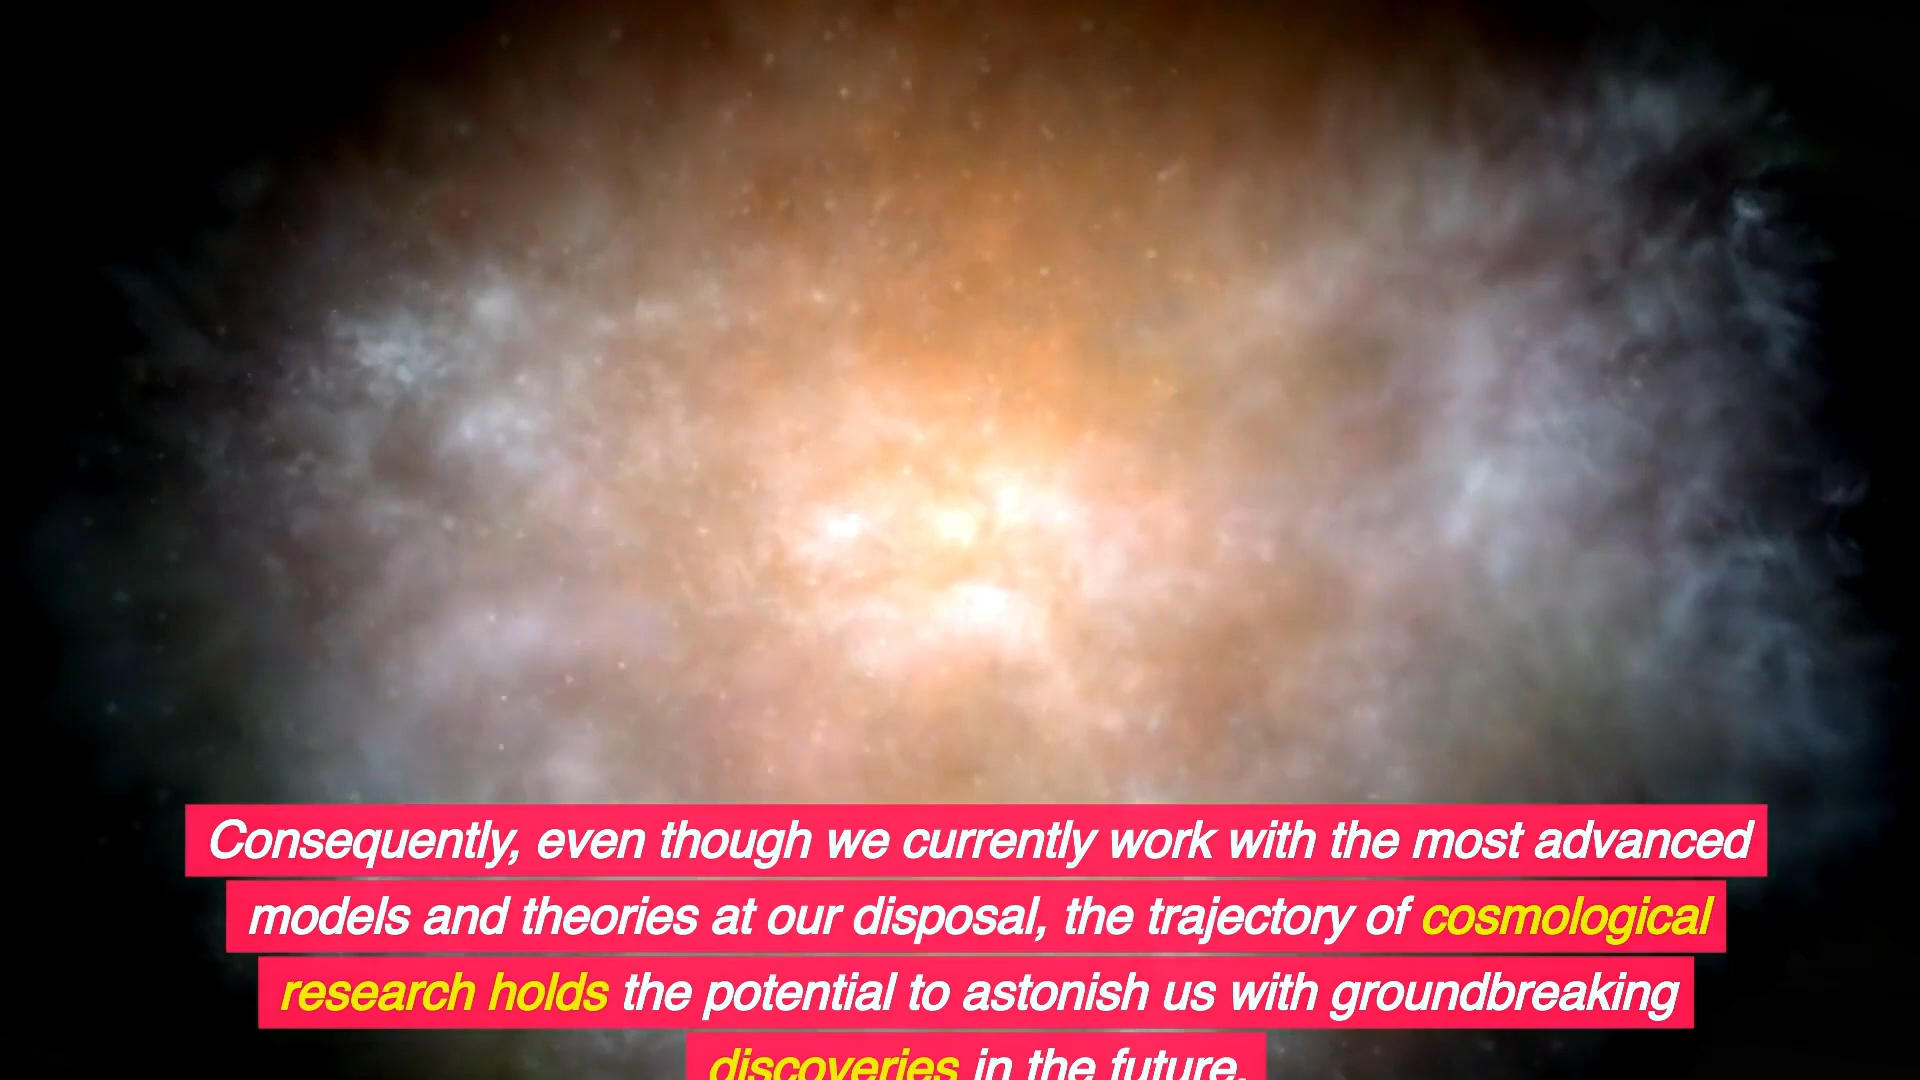 Consequently, even though we currently work with the most advanced
models and theories at our disposal, the trajectory of cosmological
research holds the potential to astonish us with groundbreaking
discoveries in the future.